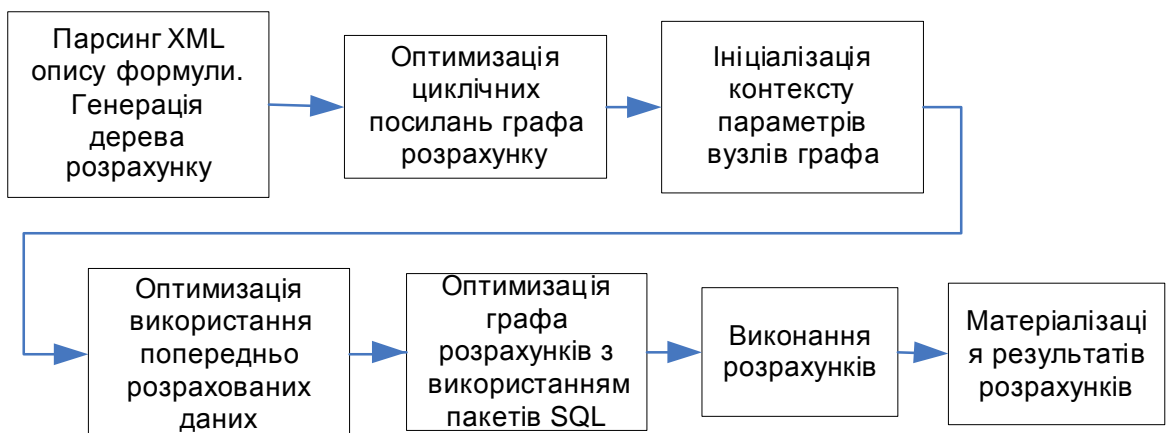 Парсинг XML
опису формули.
Генерація
дерева
розрахунку
Оптимизація
циклічних
посилань графа
розрахунку
Ініціалізація
контексту
параметрів
вузлів графа
Оптимизація
використання
попередньо
розрахованих
даних
Оптимизація
графа
розрахунків з
використанням
пакетів SQL
Виконання
розрахунків
Матеріалізаці
я результатів
розрахунків